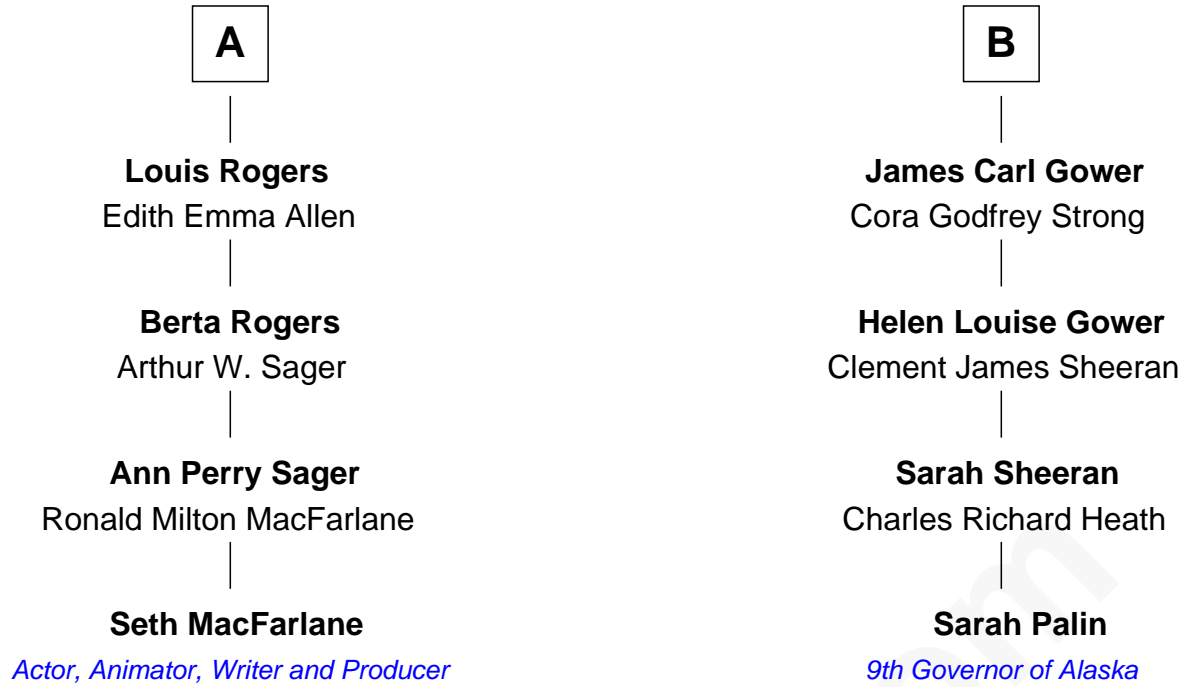 A
Louis Rogers
Edith Emma Allen
Berta Rogers
Arthur W. Sager
Ann Perry Sager
Ronald Milton MacFarlane
Seth MacFarlane
Actor, Animator, Writer and Producer
B
James Carl Gower
Cora Godfrey Strong
Helen Louise Gower
Clement James Sheeran
Sarah Sheeran
Charles Richard Heath
Sarah Palin
9th Governor of Alaska